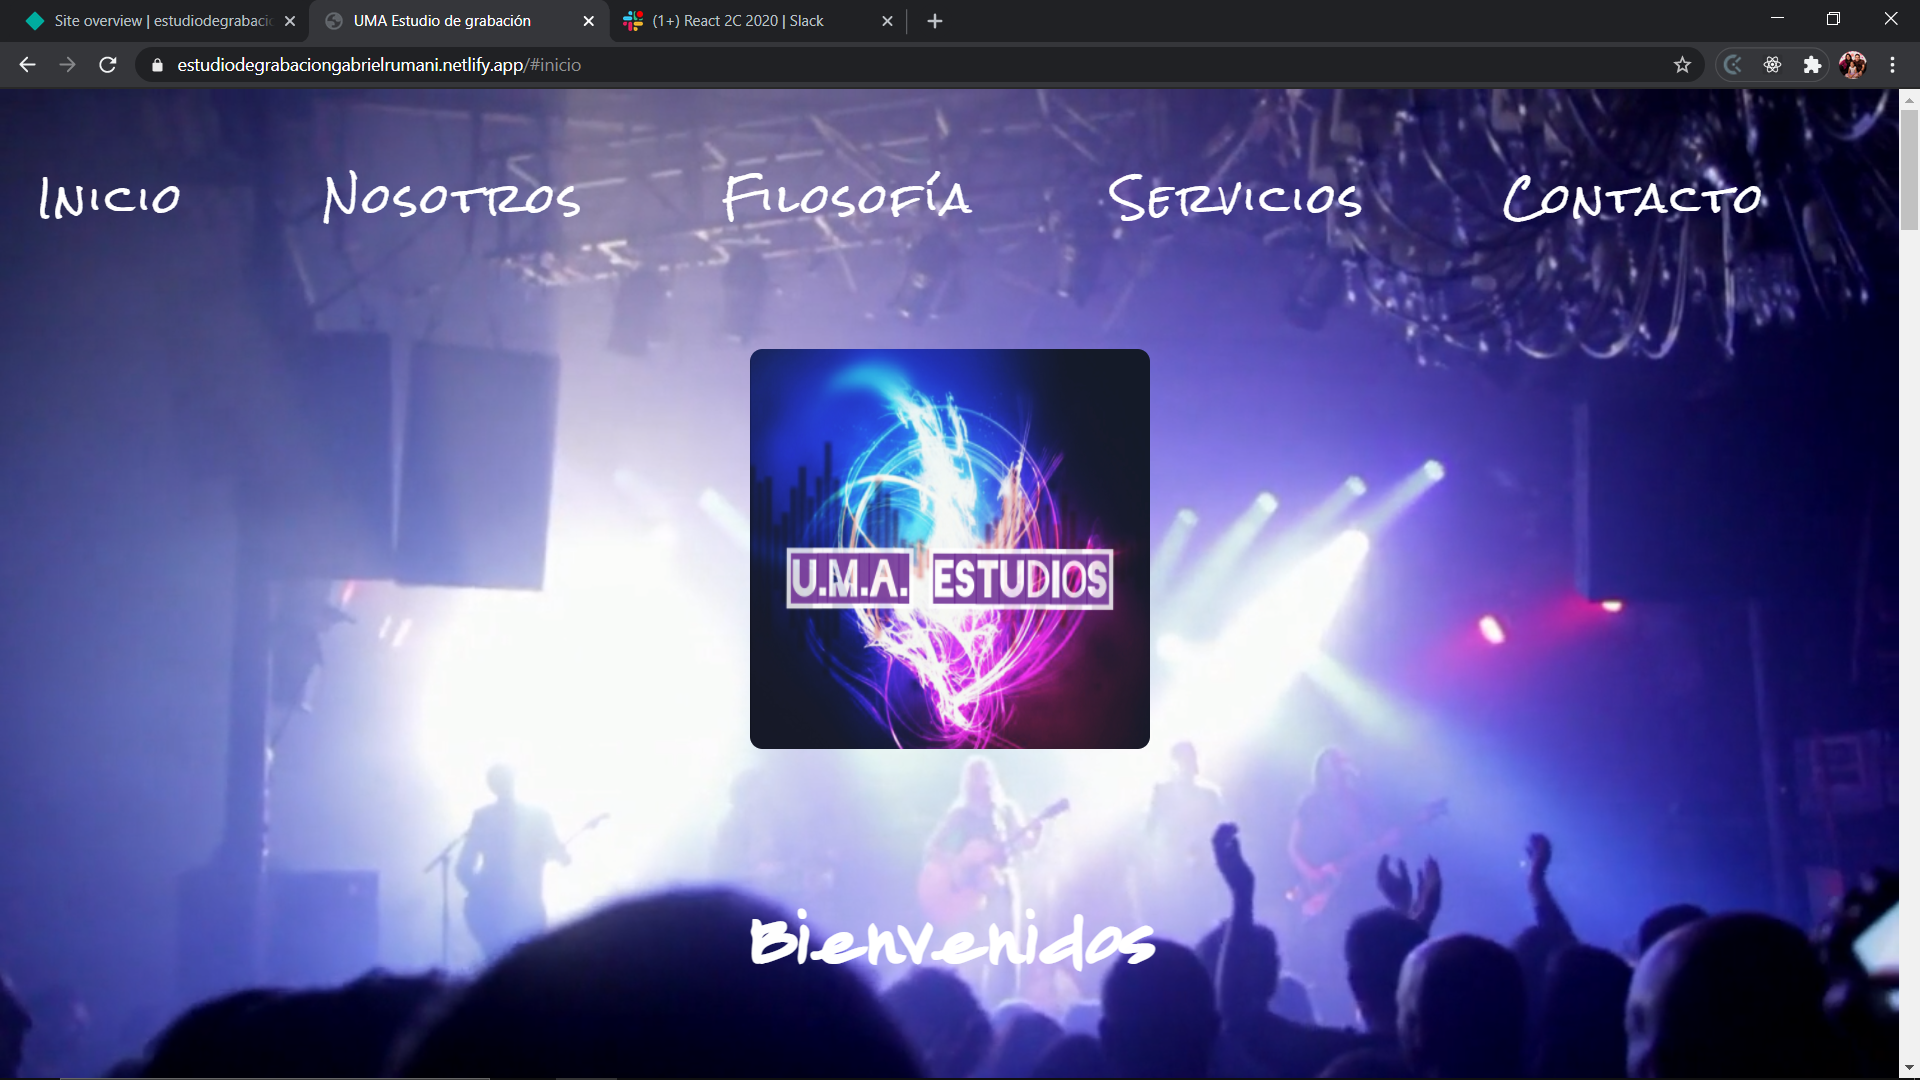 Site overview | estudiodegrabacio
UMA Estudio de grabación
(1+) React 2C 2020 | Slack
estudiodegrabaciongabrielrumani.netlify.app/#inicio
Inicio Nosotros Filosofía Servicios Contacto
U.M.A. ESTUDIOS
Bienvenidos